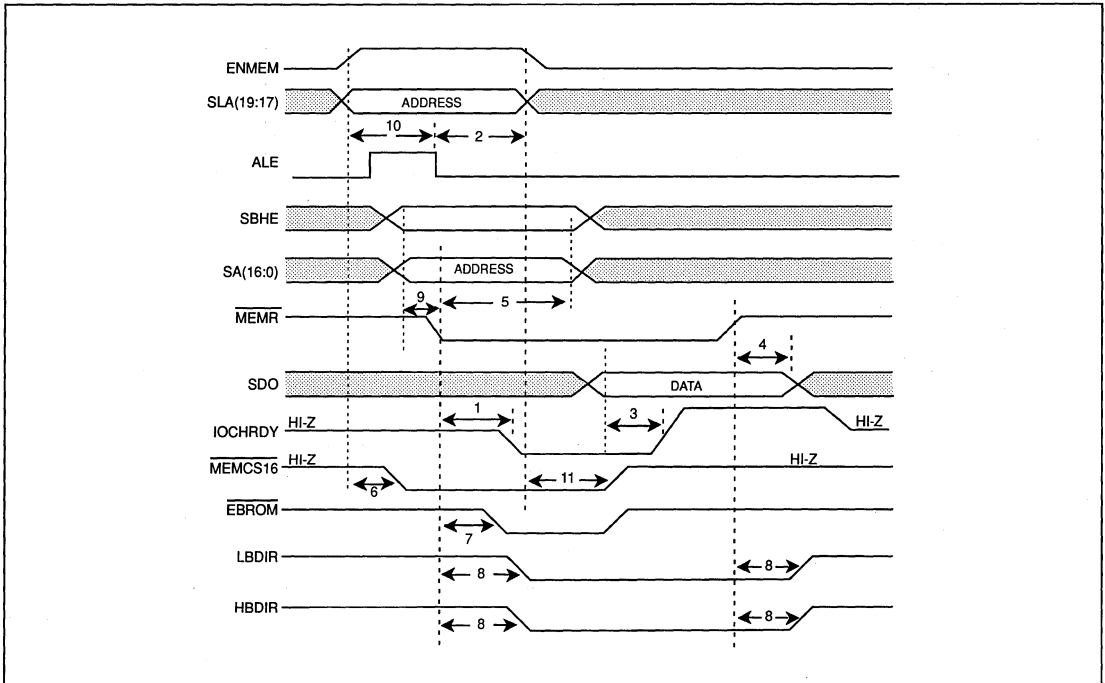 ENMEM
SLA(19:17) ADDRESS
10 2
ALE
SBHE
SA(16:0) ADDRESS
9 5
MEMR
4
SDO DATA
1 3
IOCHRDY HI-Z HI-Z
MEMCS16 HI-Z HI-Z
6 11
EBROM
7
LBDIR 8 8
HBDIR 8 8